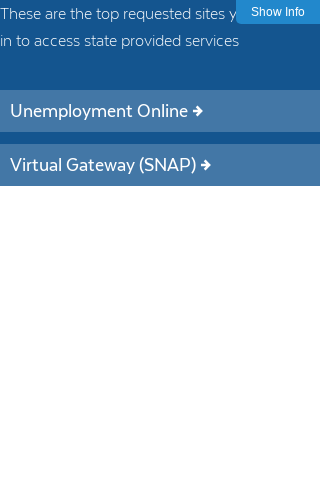 These are the top requested sites
Show Info
in to access state provided services
Unemployment Online
Virtual Gateway (SNAP)